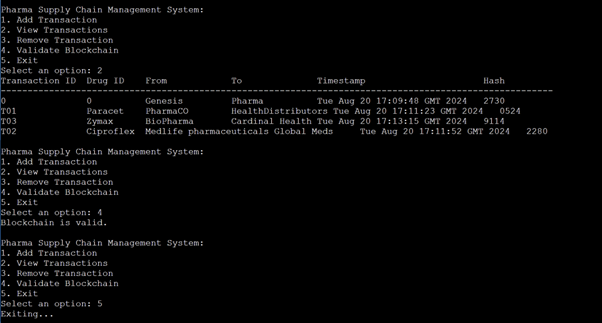 Pharma Supply Chain Management System:
1. Add Transaction
2. View Transactions
3. Remove Transaction
4. Validate Blockchain
5. Exit
Select an option: 2
Transaction ID  Drug ID   From           To             Timestamp                    Hash
--------------------------------------------------------------------------------------------
0              0         Genesis        Pharma         Tue Aug 20 17:09:48 GMT 2024   2730
T01            Paracet   PharmaCO       HealthDistributors Tue Aug 20 17:11:23 GMT 2024   0524
T03            Zymax     BioPharma      Cardinal Health Tue Aug 20 17:13:15 GMT 2024   9114
T02            Ciproflex  Medlife pharmaceuticals Global Meds     Tue Aug 20 17:11:52 GMT 2024   2280
Pharma Supply Chain Management System:
1. Add Transaction
2. View Transactions
3. Remove Transaction
4. Validate Blockchain
5. Exit
Select an option: 4
Blockchain is valid.
Pharma Supply Chain Management System:
1. Add Transaction
2. View Transactions
3. Remove Transaction
4. Validate Blockchain
5. Exit
Select an option: 5
Exiting...